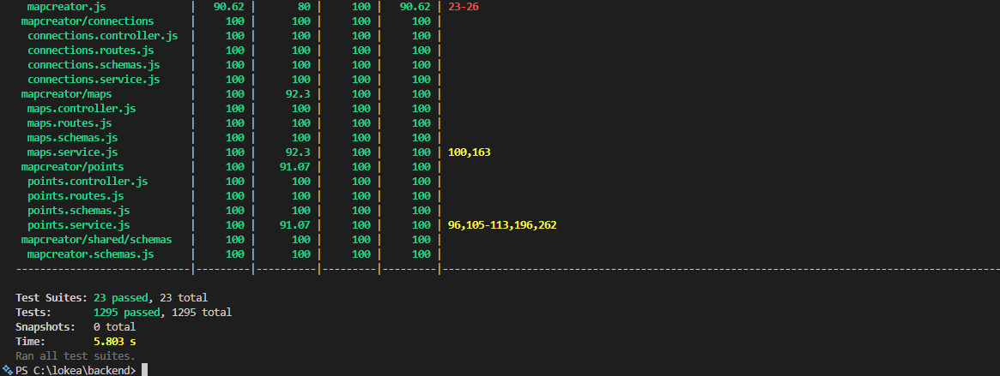 mapcreator.js | 90.62 | 80 | 100 | 90.62 | 23-26
mapcreator/connections | 100 | 100 | 100 | 100 |
connections.controller.js | 100 | 100 | 100 | 100 |
connections.routes.js | 100 | 100 | 100 | 100 |
connections.schemas.js | 100 | 100 | 100 | 100 |
connections.service.js | 100 | 100 | 100 | 100 |
mapcreator/maps | 100 | 92.3 | 100 | 100 |
maps.controller.js | 100 | 100 | 100 | 100 |
maps.routes.js | 100 | 100 | 100 | 100 |
maps.schemas.js | 100 | 100 | 100 | 100 |
maps.service.js | 100 | 92.3 | 100 | 100 | 100,163
mapcreator/points | 100 | 91.07 | 100 | 100 |
points.controller.js | 100 | 100 | 100 | 100 |
points.routes.js | 100 | 100 | 100 | 100 |
points.schemas.js | 100 | 100 | 100 | 100 |
points.service.js | 100 | 91.07 | 100 | 100 | 96,105-113,196,262
mapcreator/shared/schemas | 100 | 100 | 100 | 100 |
mapcreator.schemas.js | 100 | 100 | 100 | 100 |
-----------------------------|---------|----------|---------|---------|---------------------------------------------------------------------------------------------
Test Suites: 23 passed, 23 total
Tests: 1295 passed, 1295 total
Snapshots: 0 total
Time: 5.803 s
Ran all test suites.
PS C:\lokea\backend>